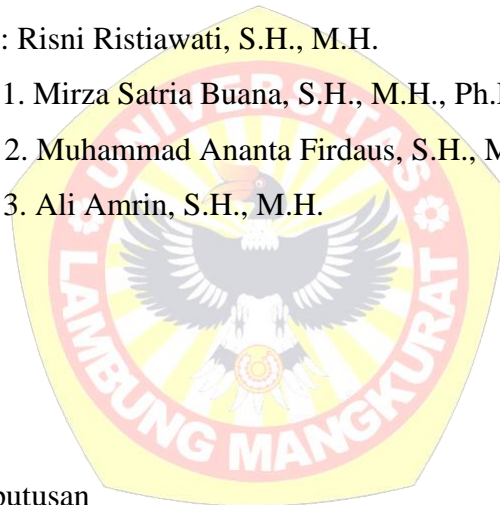 : Risni Ristiawati, S.H., M.H.
1. Mirza Satria Buana, S.H., M.H., Ph.
2. Muhammad Ananta Firdaus, S.H.,
3. Ali Amrin, S.H., M.H.
UNIVERSITAS
LAMBUNG MANGKURAT
putusan